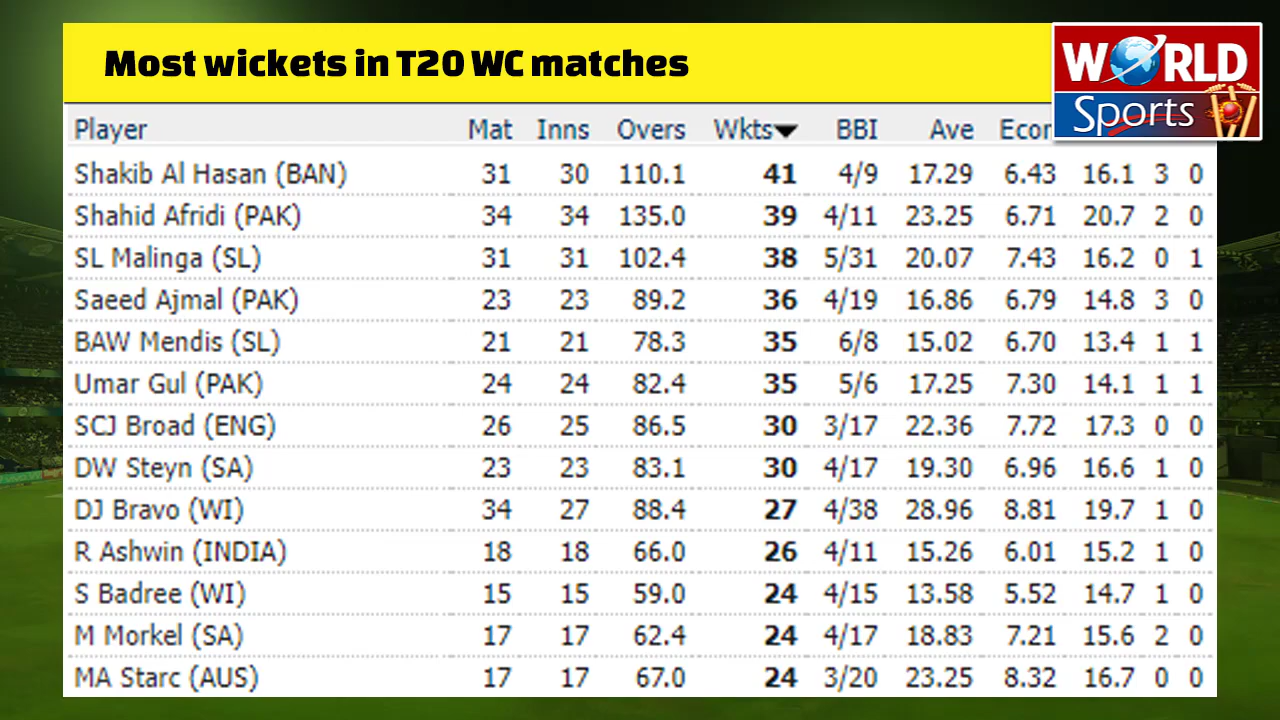 Most wickets in T20 WC matches
WORLD
Sports
Player Mat Inns Overs Wkts▼ BBI Ave Econ
Shakib Al Hasan (BAN) 31 30 110.1 41 4/9 17.29 6.43 16.1 3 0
Shahid Afridi (PAK) 34 34 135.0 39 4/11 23.25 6.71 20.7 2 0
SL Malinga (SL) 31 31 102.4 38 5/31 20.07 7.43 16.2 0 1
Saeed Ajmal (PAK) 23 23 89.2 36 4/19 16.86 6.79 14.8 3 0
BAW Mendis (SL) 21 21 78.3 35 6/8 15.02 6.70 13.4 1 1
Umar Gul (PAK) 24 24 82.4 35 5/6 17.25 7.30 14.1 1 1
SCJ Broad (ENG) 26 25 86.5 30 3/17 22.36 7.72 17.3 0 0
DW Steyn (SA) 23 23 83.1 30 4/17 19.30 6.96 16.6 1 0
DJ Bravo (WI) 34 27 88.4 27 4/38 28.96 8.81 19.7 1 0
R Ashwin (INDIA) 18 18 66.0 26 4/11 15.26 6.01 15.2 1 0
S Badree (WI) 15 15 59.0 24 4/15 13.58 5.52 14.7 1 0
M Morkel (SA) 17 17 62.4 24 4/17 18.83 7.21 15.6 2 0
MA Starc (AUS) 17 17 67.0 24 3/20 23.25 8.32 16.7 0 0